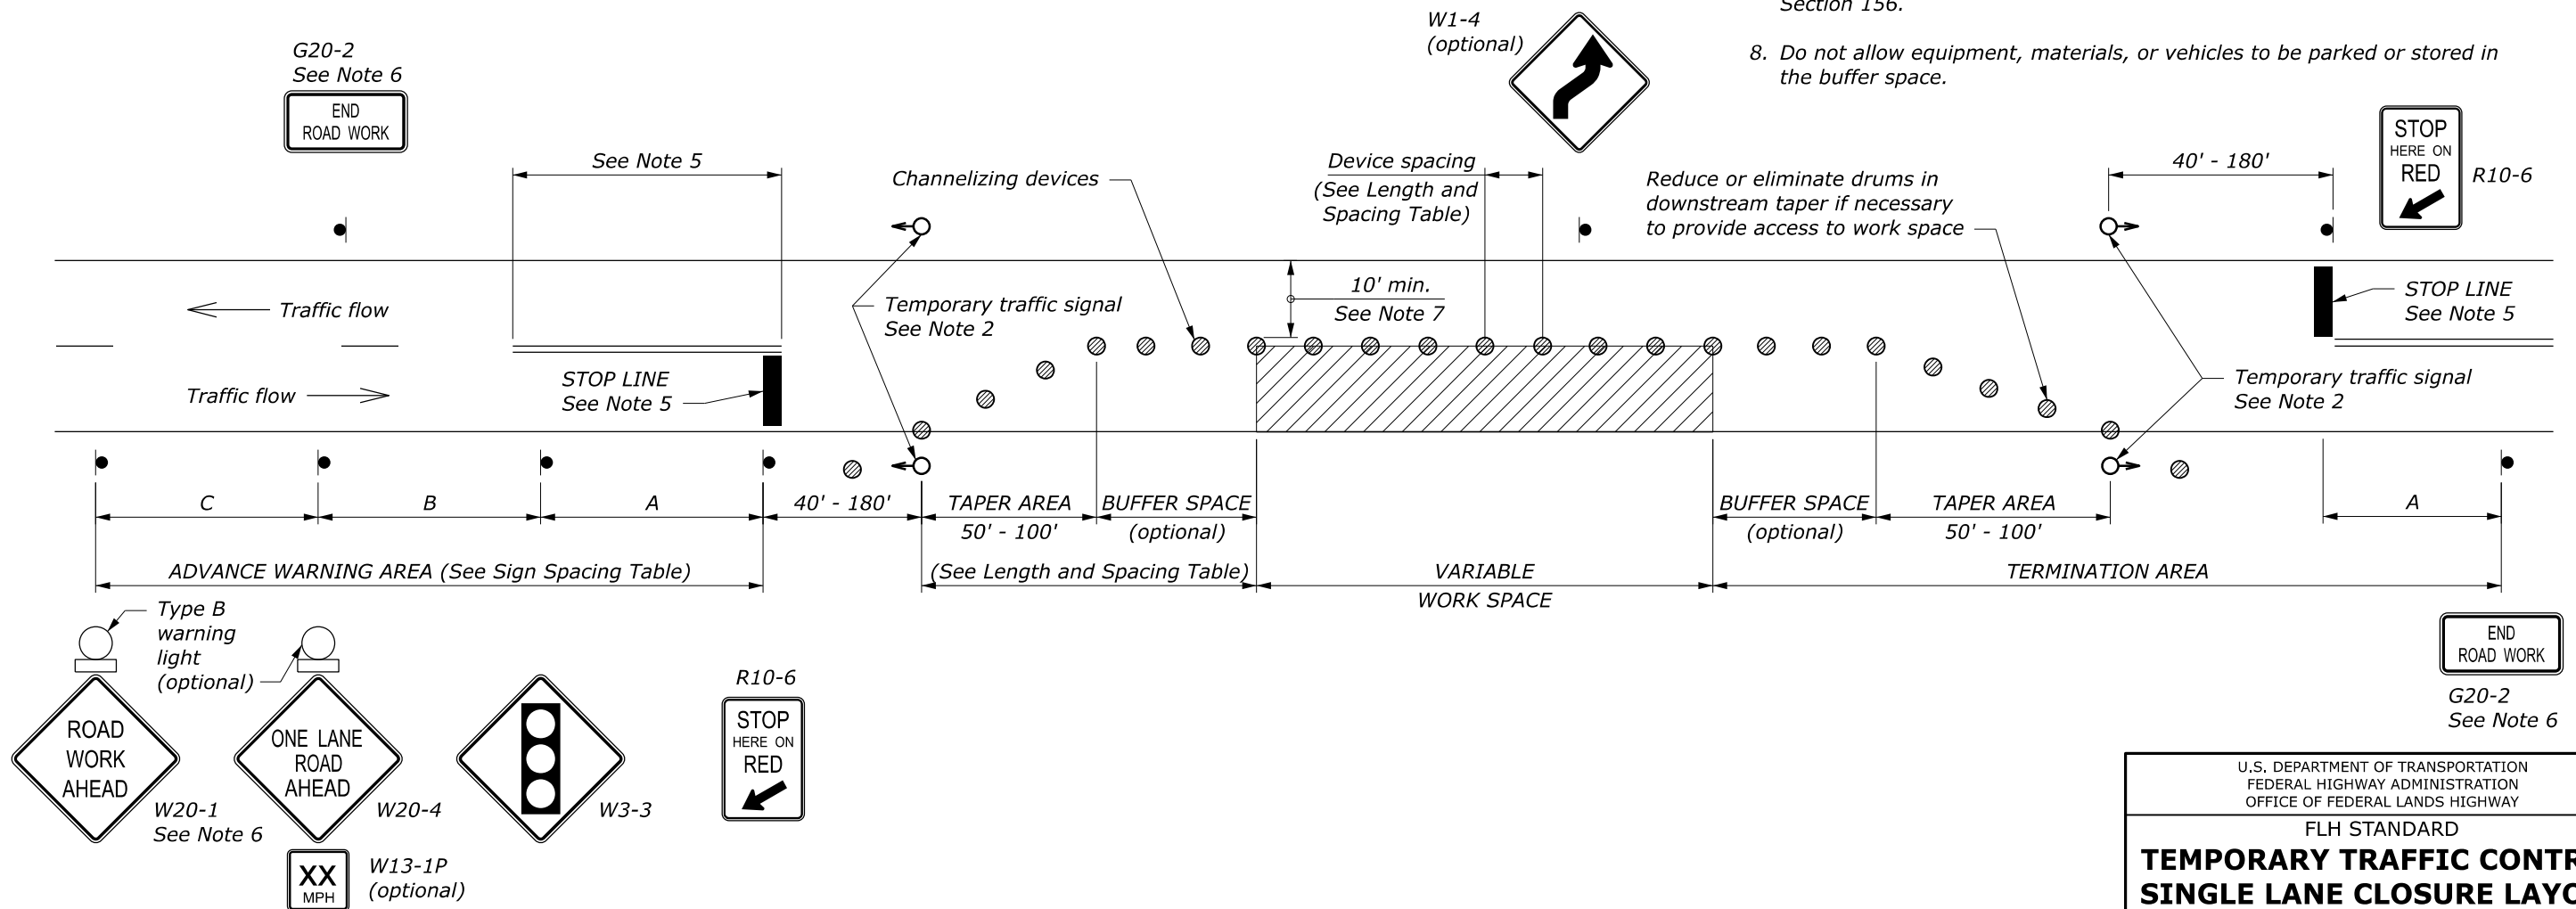 Section 156.
8. Do not allow equipment, materials, or vehicles to be parked or stored in
the buffer space.
W1-4
(optional)
G20-2
See Note 6
END
ROAD WORK
See Note 5
Channelizing devices
Device spacing
(See Length and
Spacing Table)
Reduce or eliminate drums in
downstream taper if necessary
to provide access to work space
40' - 180'
STOP
HERE ON
RED
R10-6
Traffic flow
Temporary traffic signal
See Note 2
10' min.
See Note 7
STOP LINE
See Note 5
Traffic flow
STOP LINE
See Note 5
Temporary traffic signal
See Note 2
C
B
A
40' - 180'
TAPER AREA
50' - 100'
BUFFER SPACE
(optional)
BUFFER SPACE
(optional)
TAPER AREA
50' - 100'
A
ADVANCE WARNING AREA (See Sign Spacing Table)
(See Length and Spacing Table)
VARIABLE
WORK SPACE
TERMINATION AREA
Type B
warning
light
(optional)
ROAD
WORK
AHEAD
W20-1
See Note 6
ONE LANE
ROAD
AHEAD
W20-4
XX
MPH
W13-1P
(optional)
W3-3
R10-6
STOP
HERE ON
RED
END
ROAD WORK
G20-2
See Note 6
U.S. DEPARTMENT OF TRANSPORTATION
FEDERAL HIGHWAY ADMINISTRATION
OFFICE OF FEDERAL LANDS HIGHWAY
FLH STANDARD
TEMPORARY TRAFFIC CONTR
SINGLE LANE CLOSURE LAYO